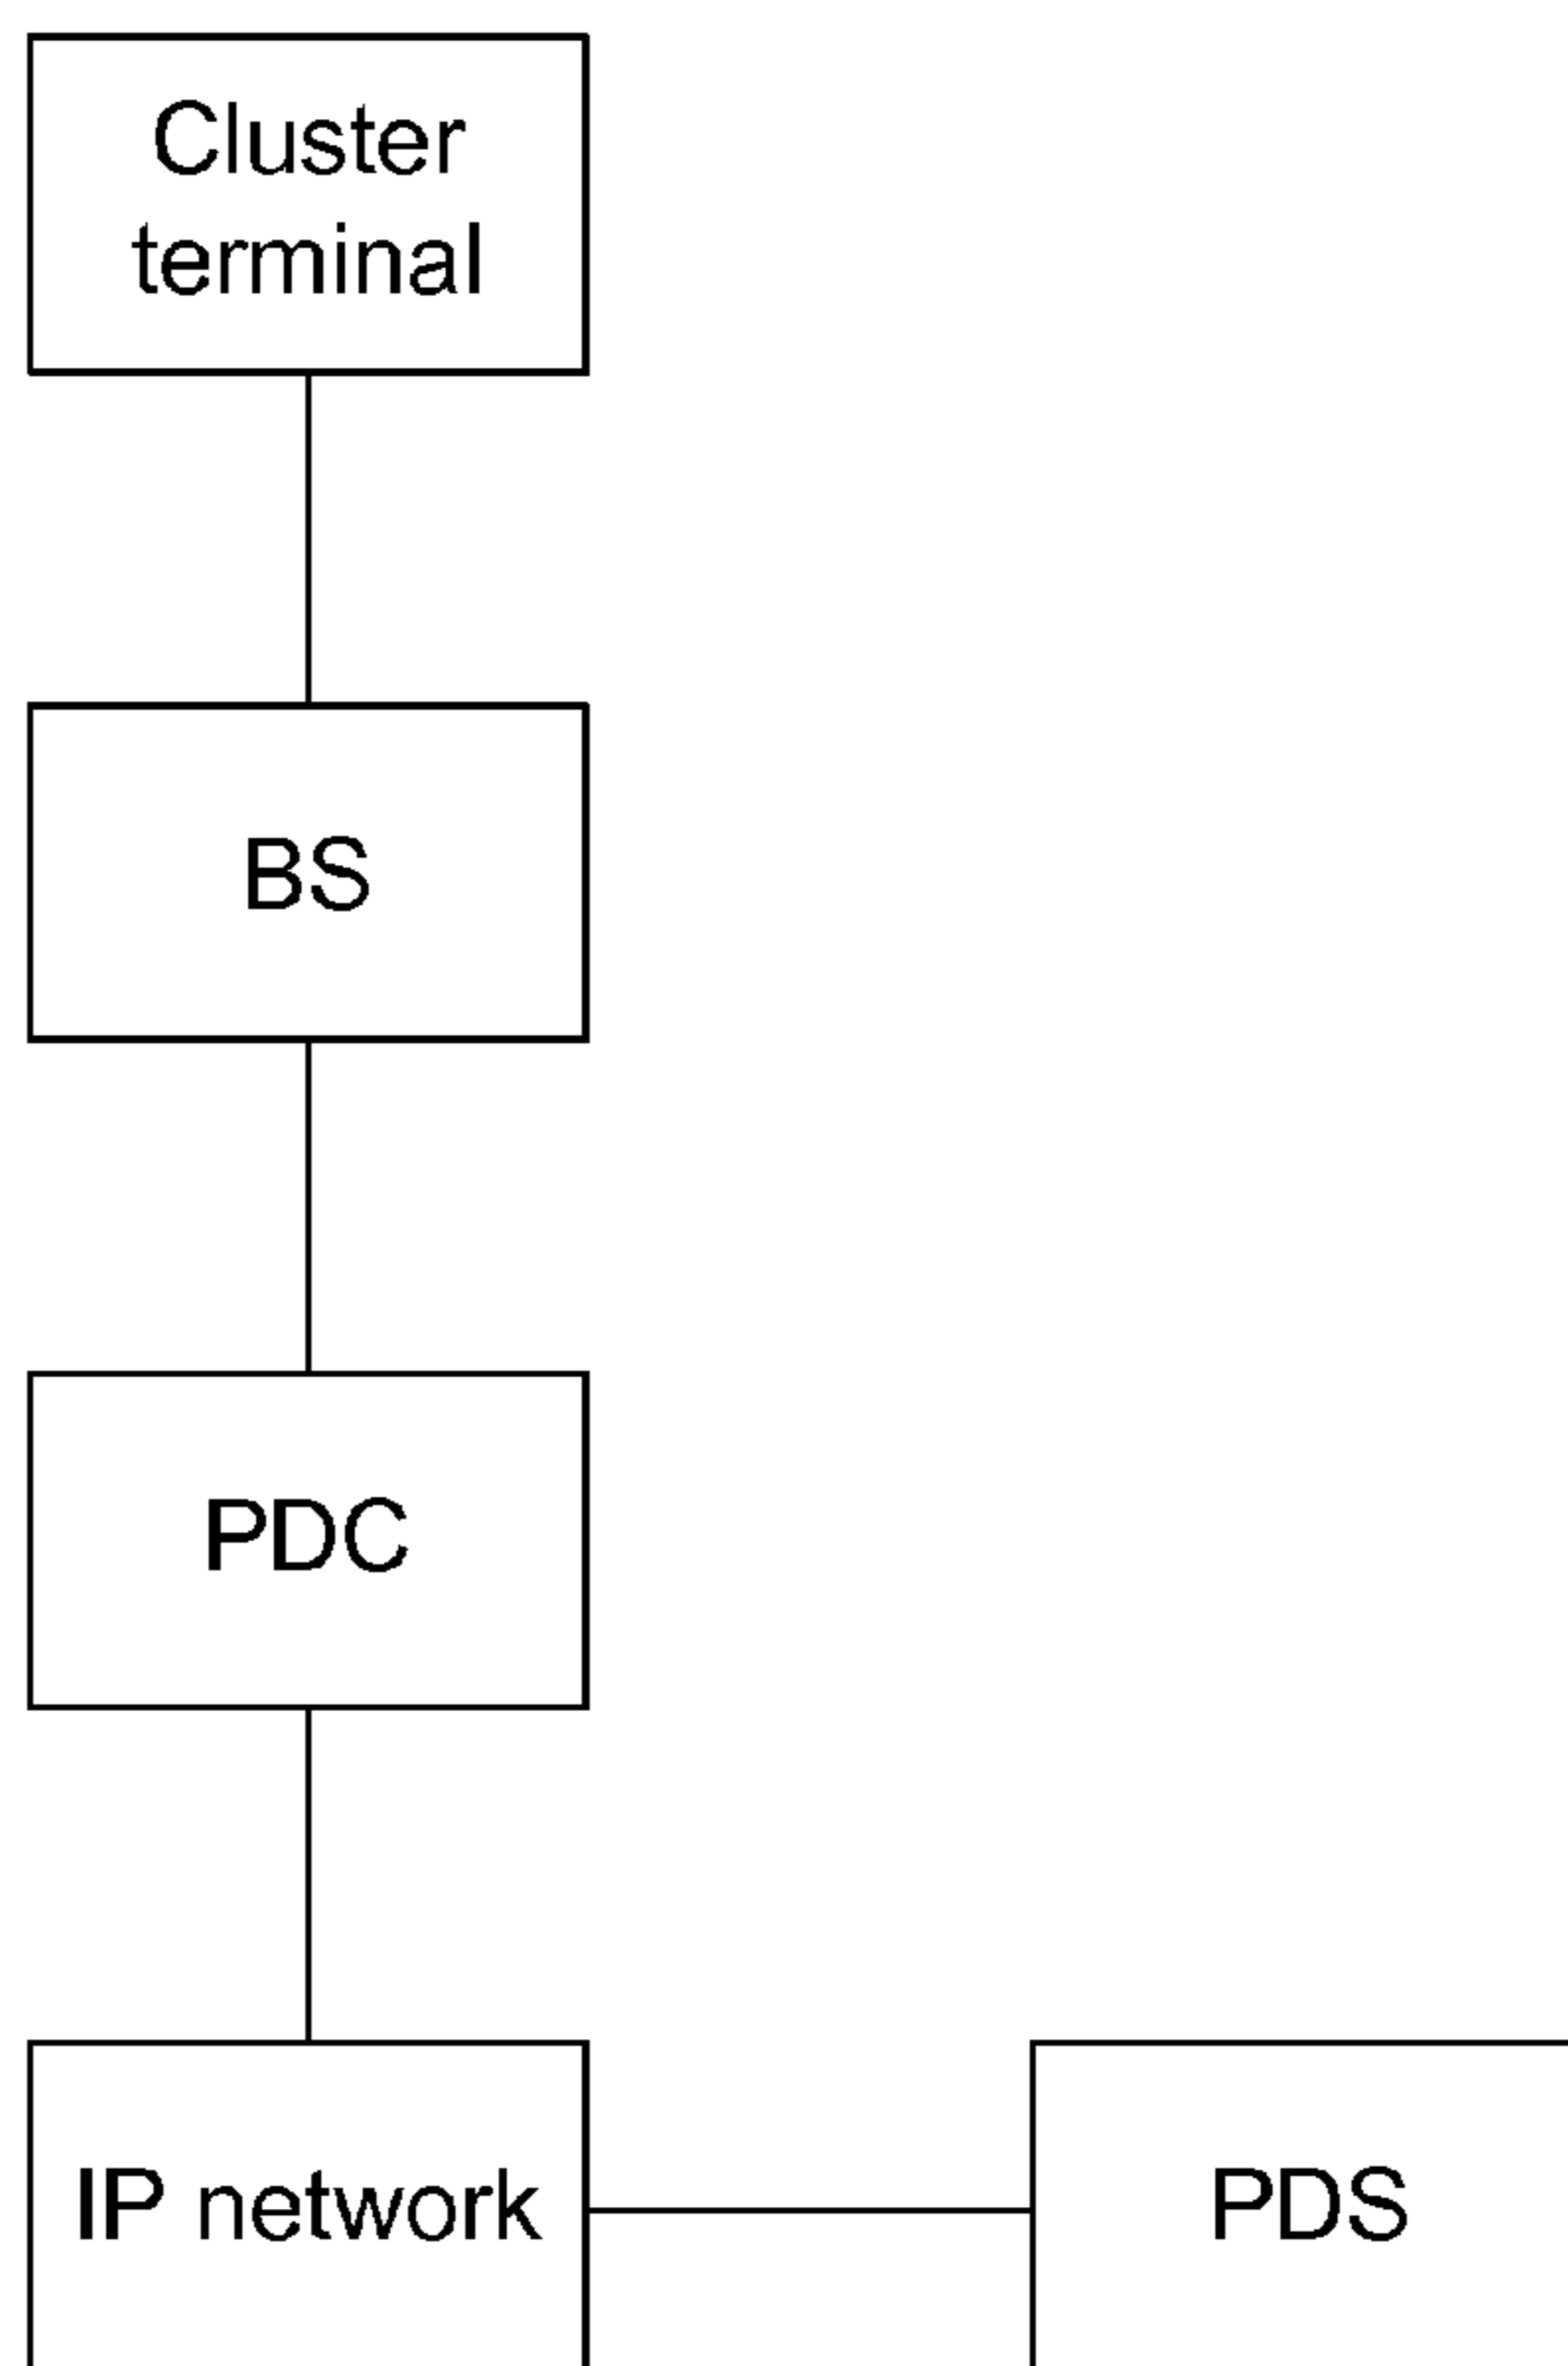 Cluster
terminal
BS
PDC
IP network
PDS